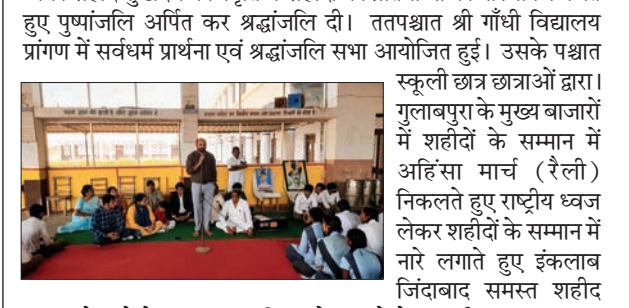 हुए पुष्पांजलि अर्पित कर श्रद्धांजलि दी। ततपश्चात श्री गाँधी विद्यालय
प्रांगण में सर्वधर्म प्रार्थना एवं श्रद्धांजलि सभा आयोजित हुई। उसके पश्चात
स्कूली छात्र छात्राओं द्वारा।
गुलाबपुरा के मुख्य बाजारों
में शहीदों के सम्मान में
अहिंसा मार्च (रैली)
निकलते हुए राष्ट्रीय ध्वज
लेकर शहीदों के सम्मान में
नारे लगाते हुए इंकलाब
जिंदाबाद समस्त शहीद